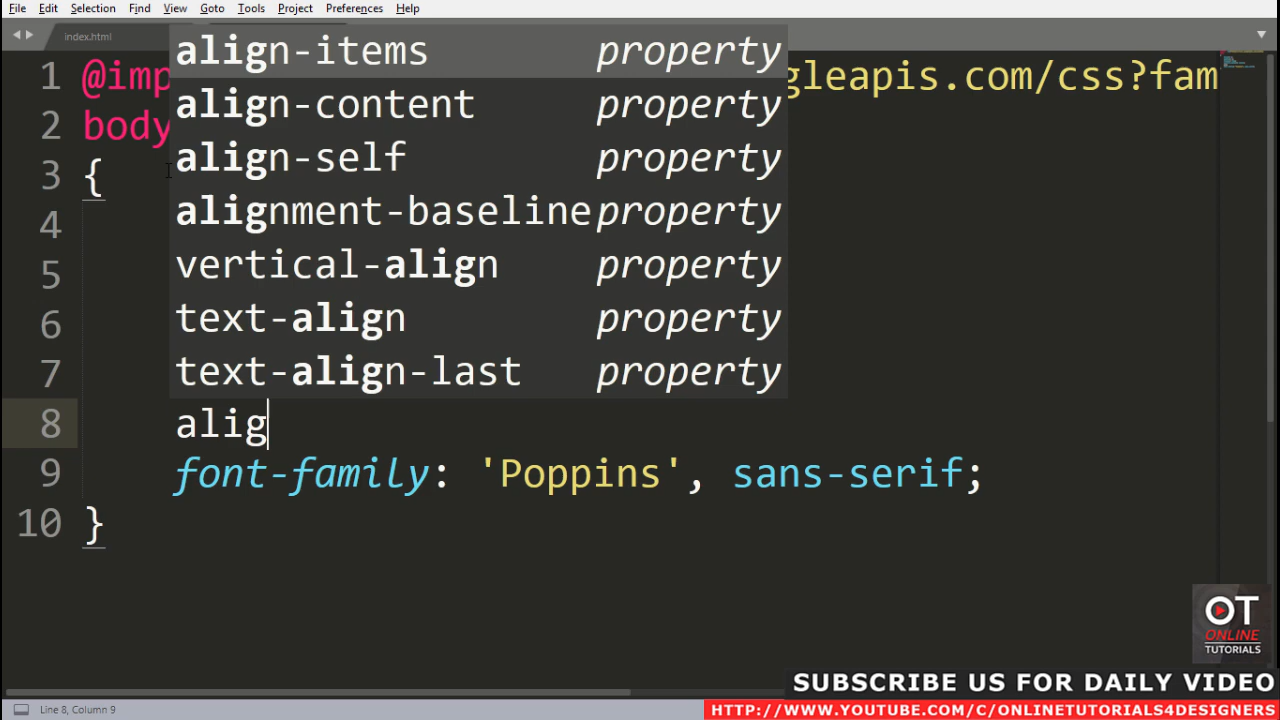 File Edit Selection Find View Goto Tools Project Preferences Help
index.html
1 @imp gleapis.com/css?fam
2 body
3 {
4
5
6
7
8 alig
9 font-family: 'Poppins', sans-serif;
10 }
align-items property
align-content property
align-self property
alignment-baseline property
vertical-align property
text-align property
text-align-last property
OT
ONLINE
TUTORIALS
SUBSCRIBE US FOR DAILY VIDEO
HTTP://WWW.YOUTUBE.COM/C/ONLINETUTORIALS4DESIGNERS
Line 8, Column 9